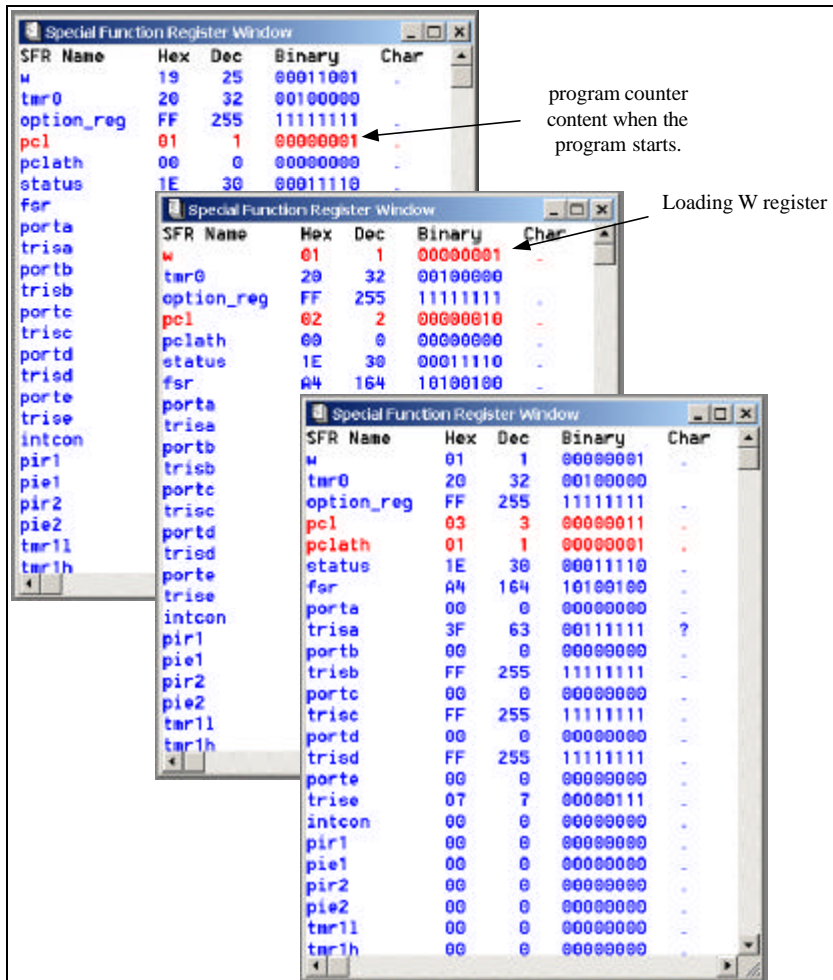 Special Function Register Window
SFR Name Hex Dec Binary Char
w 19 25 00011001 .
tmr0 20 32 00100000
option_reg FF 255 11111111 .
pcl 01 1 00000001 .
pclath 00 0 00000000 .
status 1E 30 00011110 .
fsr
porta
trisa
portb
trisb
portc
trisc
portd
trisd
porte
trise
intcon
pir1
pie1
pir2
pie2
tmr1l
tmr1h
program counter
content when the
program starts.
Special Function Register Window
SFR Name Hex Dec Binary Char
w 01 1 00000001 .
tmr0 20 32 00100000
option_reg FF 255 11111111 .
pcl 02 2 00000010 .
pclath 00 0 00000000 .
status 1E 30 00011110 .
fsr A4 164 10100100 .
porta
trisa
portb
trisb
portc
trisc
portd
trisd
porte
trise
intcon
pir1
pie1
pir2
pie2
tmr1l
tmr1h
Loading W register
Special Function Register Window
SFR Name Hex Dec Binary Char
w 01 1 00000001 .
tmr0 20 32 00100000
option_reg FF 255 11111111 .
pcl 03 3 00000011 .
pclath 01 1 00000001 .
status 1E 30 00011110 .
fsr A4 164 10100100 .
porta 00 0 00000000 .
trisa 3F 63 00111111 ?
portb 00 0 00000000 .
trisb FF 255 11111111 .
portc 00 0 00000000 .
trisc FF 255 11111111 .
portd 00 0 00000000 .
trisd FF 255 11111111 .
porte 00 0 00000000 .
trise 07 7 00000111 .
intcon 00 0 00000000 .
pir1 00 0 00000000 .
pie1 00 0 00000000 .
pir2 00 0 00000000 .
pie2 00 0 00000000 .
tmr1l 00 0 00000000 .
tmr1h 00 0 00000000 .